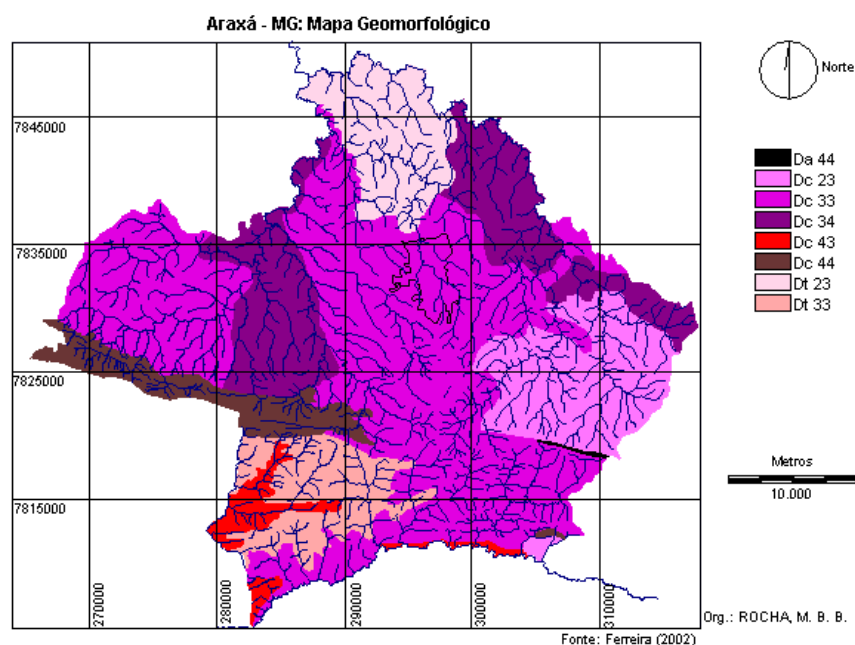 Araxá - MG: Mapa Geomorfológico
Norte
7845000
7835000
7825000
7815000
270000
280000
290000
300000
310000
Da 44
Dc 23
Dc 33
Dc 34
Dc 43
Dc 44
Dt 23
Dt 33
Metros
10.000
Org.: ROCHA, M. B. B.
Fonte: Ferreira (2002)